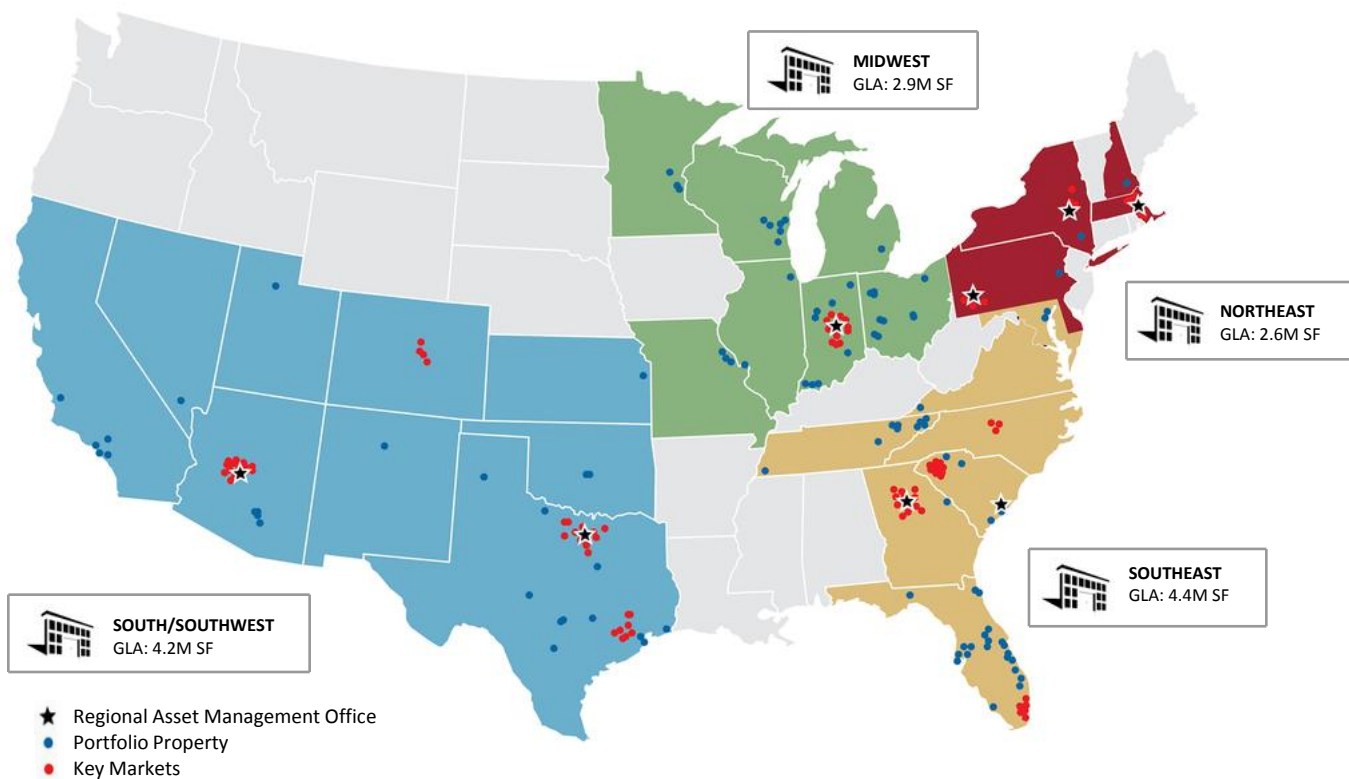 MIDWEST
GLA: 2.9M SF
NORTHEAST
GLA: 2.6M SF
SOUTHEAST
GLA: 4.4M SF
SOUTH/SOUTHWEST
GLA: 4.2M SF
Regional Asset Management Office
Portfolio Property
Key Markets